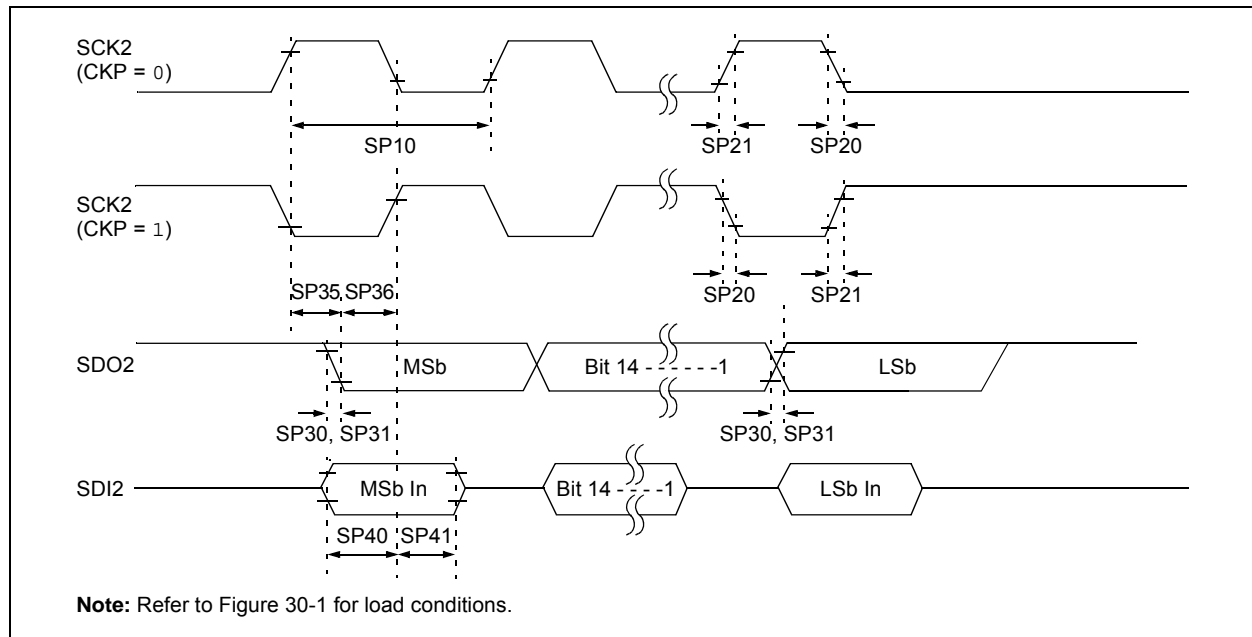 SCK2
(CKP = 0)
SP10
SP21
SP20
SCK2
(CKP = 1)
SP35
SP36
SP20
SP21
SDO2
MSb
Bit 14 - - - - - -1
LSb
SP30, SP31
SP30, SP31
SDI2
MSb In
Bit 14 - - - -1
LSb In
SP40
SP41
Note: Refer to Figure 30-1 for load conditions.